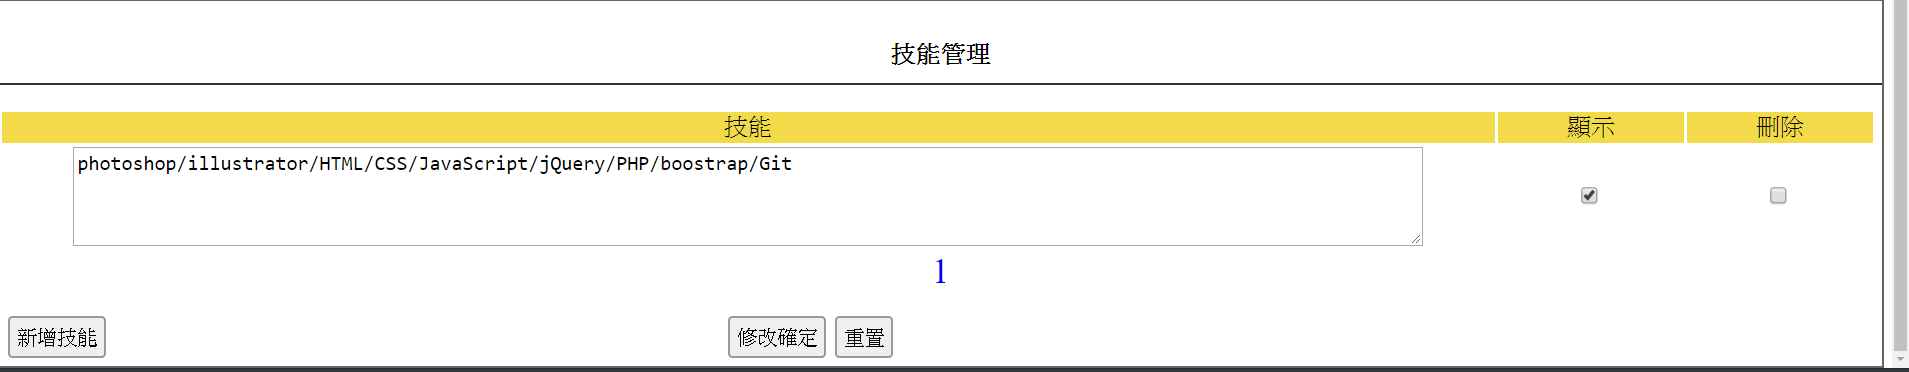 技能管理
技能 顯示 刪除
photoshop/illustrator/HTML/CSS/JavaScript/jQuery/PHP/boostrap/Git
1
新增技能 修改確定 重置